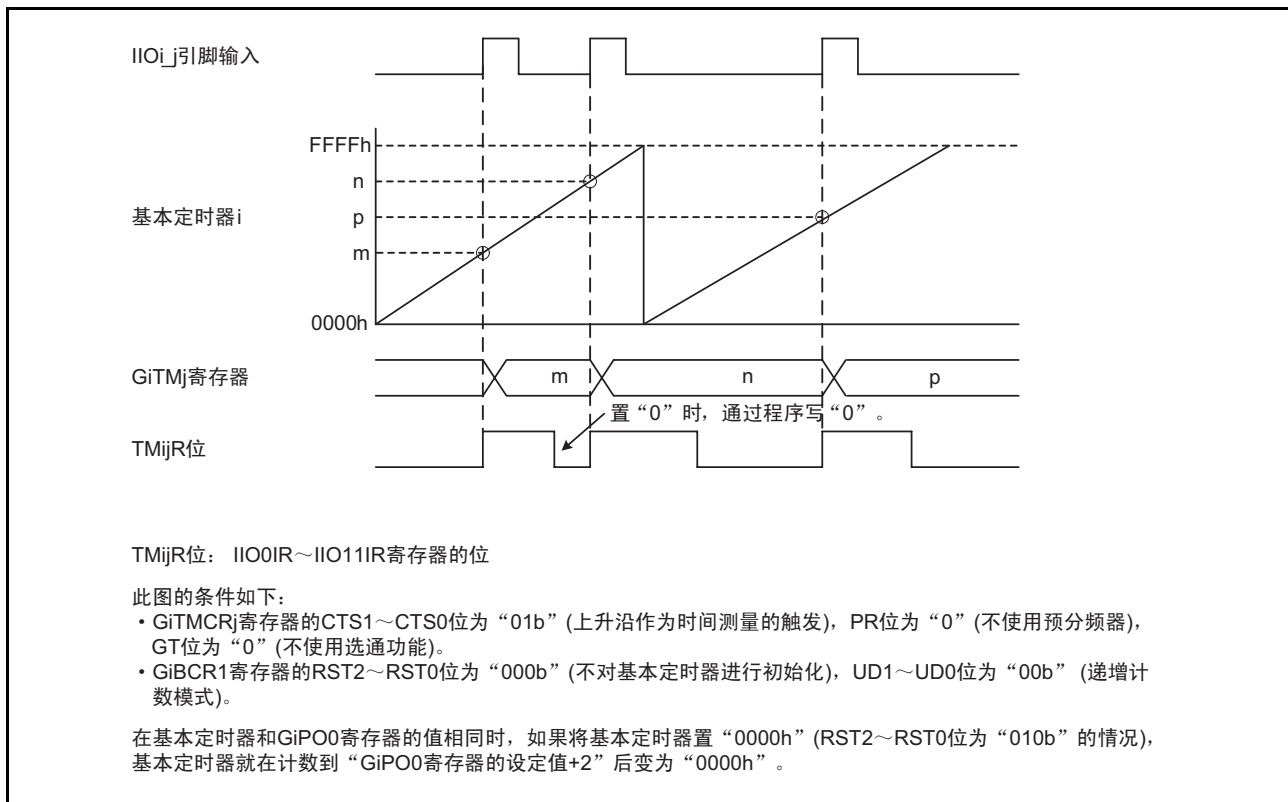 IIOi_j引脚输入
FFFFh
n
基本定时器i
p
m
0000h
GiTMj寄存器
m
n
p
置“0”时，通过程序写“0”。
TMijR位
TMijR位： IIO0IR～IIO11IR寄存器的位
此图的条件如下：
• GiTMCRj寄存器的CTS1～CTS0位为“01b”(上升沿作为时间测量的触发)，PR位为“0”(不使用预分频器)，
GT位为“0”(不使用选通功能)。
• GiBCR1寄存器的RST2～RST0位为“000b”(不对基本定时器进行初始化)，UD1～UD0位为“00b” (递增计
数模式)。
在基本定时器和GiPO0寄存器的值相同时，如果将基本定时器置“0000h”(RST2～RST0位为“010b”的情况)，
基本定时器就在计数到“GiPO0寄存器的设定值+2”后变为“0000h”。